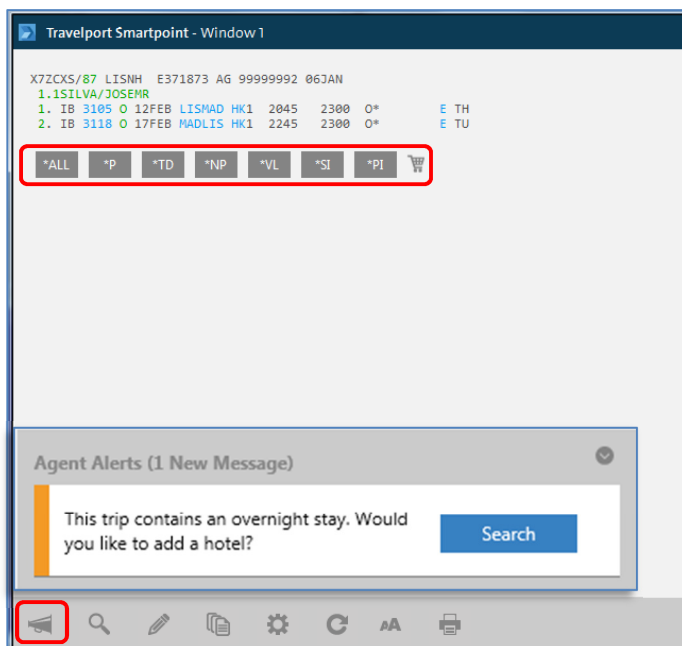 Travelport Smartpoint - Window 1
X7ZCXS/87 LISNH E371873 AG 99999992 06JAN
1.1SILVA/JOSEMR
1. IB 3105 O 12FEB LISMAD HK1 2045 2300 O* E TH
2. IB 3118 O 17FEB MADLIS HK1 2245 2300 O* E TU
*ALL *P *TD *NP *VL *SI *PI
Agent Alerts (1 New Message)
This trip contains an overnight stay. Would
you like to add a hotel?
Search
AA